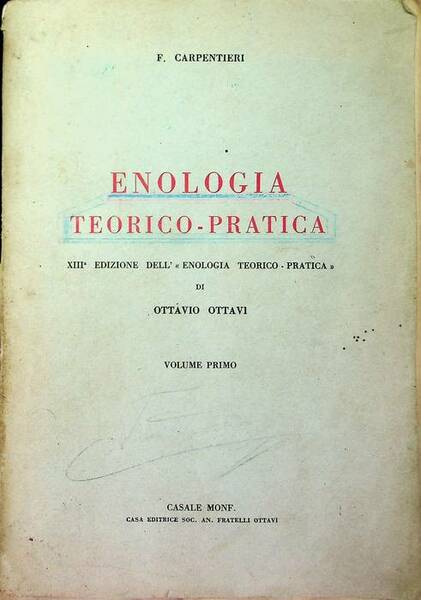 F. CARPENTIERI
ENOLOGIA
TEORICO-PRATICA
XIIIª EDIZIONE DELL'« ENOLOGIA TEORICO - PRATICA»
DI
OTTAVIO OTTAVI
VOLUME PRIMO
CASALE MONF.
CASA EDITRICE SOC. AN. FRATELLI OTTAVI